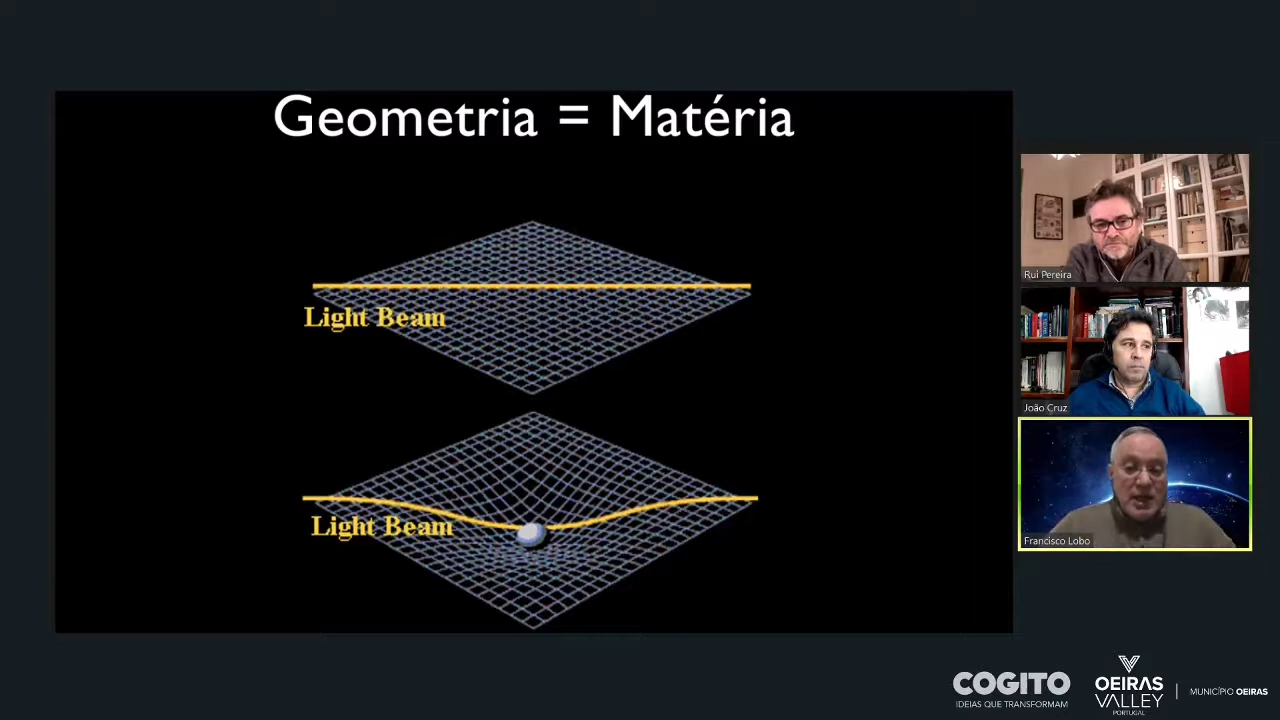 Geometria = Matéria
Light Beam
Light Beam
Rui Pereira
João Cruz
Francisco Lobo
COGITO
IDEIAS QUE TRANSFORMAM
OEIRAS
VALLEY
PORTUGAL
MUNICÍPIO OEIRAS